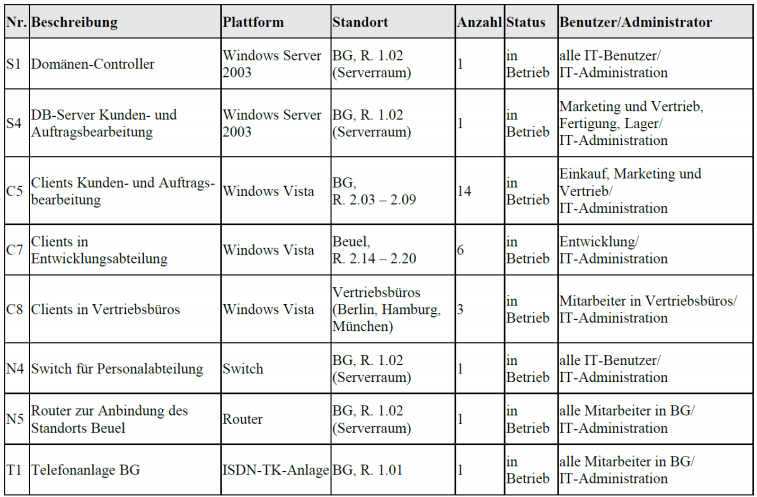 Nr. Beschreibung Plattform Standort Anzahl Status Benutzer/Administrator
S1 Domänen-Controller Windows Server 2003 BG, R. 1.02 (Serverraum) 1 in Betrieb alle IT-Benutzer/ IT-Administration
S4 DB-Server Kunden- und Auftragsbearbeitung Windows Server 2003 BG, R. 1.02 (Serverraum) 1 in Betrieb Marketing und Vertrieb, Fertigung, Lager/ IT-Administration
C5 Clients Kunden- und Auftrags-bearbeitung Windows Vista BG, R. 2.03 – 2.09 14 in Betrieb Einkauf, Marketing und Vertrieb/ IT-Administration
C7 Clients in Entwicklungsabteilung Windows Vista Beuel, R. 2.14 – 2.20 6 in Betrieb Entwicklung/ IT-Administration
C8 Clients in Vertriebsbüros Windows Vista Vertriebsbüros (Berlin, Hamburg, München) 3 in Betrieb Mitarbeiter in Vertriebsbüros/ IT-Administration
N4 Switch für Personalabteilung Switch BG, R. 1.02 (Serverraum) 1 in Betrieb alle IT-Benutzer/ IT-Administration
N5 Router zur Anbindung des Standorts Beuel Router BG, R. 1.02 (Serverraum) 1 in Betrieb alle Mitarbeiter in BG/ IT-Administration
T1 Telefonanlage BG ISDN-TK-Anlage BG, R. 1.01 1 in Betrieb alle Mitarbeiter in BG/ IT-Administration